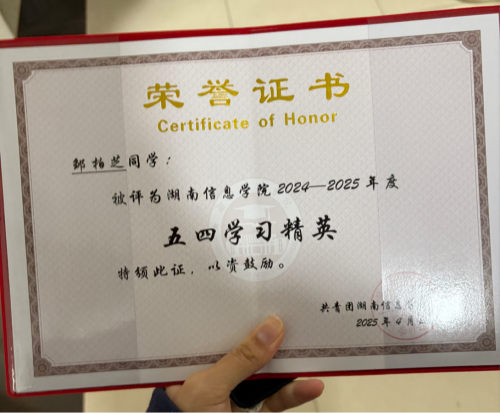 荣誉证书
Certificate of Honor
邹柏芝同学：
被评为湖南信息学院2024—2025年度
五四学习精英
特颁此证，以资鼓励。
共青团湖南信息
2025年4月